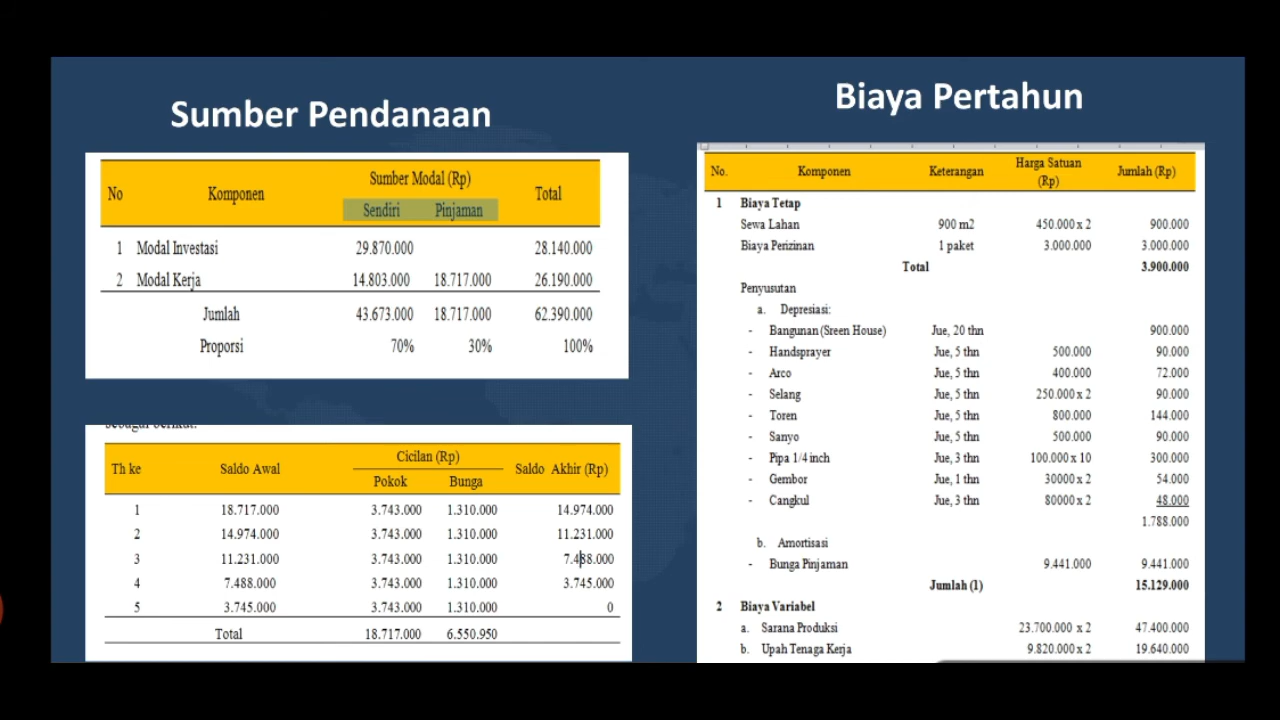 Sumber Pendanaan
No Komponen Sumber Modal (Rp) Total
Sendiri Pinjaman
1 Modal Investasi 29.870.000 28.140.000
2 Modal Kerja 14.803.000 18.717.000 26.190.000
Jumlah 43.673.000 18.717.000 62.390.000
Proporsi 70% 30% 100%
sebagai berikut:
Th ke Saldo Awal Cicilan (Rp) Saldo Akhir (Rp)
Pokok Bunga
1 18.717.000 3.743.000 1.310.000 14.974.000
2 14.974.000 3.743.000 1.310.000 11.231.000
3 11.231.000 3.743.000 1.310.000 7.488.000
4 7.488.000 3.743.000 1.310.000 3.745.000
5 3.745.000 3.743.000 1.310.000 0
Total 18.717.000 6.550.950
Biaya Pertahun
No. Komponen Keterangan Harga Satuan (Rp) Jumlah (Rp)
1 Biaya Tetap
Sewa Lahan 900 m2 450.000 x 2 900.000
Biaya Perizinan 1 paket 3.000.000 3.000.000
Total 3.900.000
Penyusutan
a. Depresiasi:
- Bangunan (Sreen House) Jue, 20 thn 900.000
- Handsprayer Jue, 5 thn 500.000 90.000
- Arco Jue, 5 thn 400.000 72.000
- Selang Jue, 5 thn 250.000 x 2 90.000
- Toren Jue, 5 thn 800.000 144.000
- Sanyo Jue, 5 thn 500.000 90.000
- Pipa 1/4 inch Jue, 3 thn 100.000 x 10 300.000
- Gembor Jue, 1 thn 30000 x 2 54.000
- Cangkul Jue, 3 thn 80000 x 2 48.000
1.788.000
b. Amortisasi
- Bunga Pinjaman 9.441.000 9.441.000
Jumlah (1) 15.129.000
2 Biaya Variabel
a. Sarana Produksi 23.700.000 x 2 47.400.000
b. Upah Tenaga Kerja 9.820.000 x 2 19.640.000